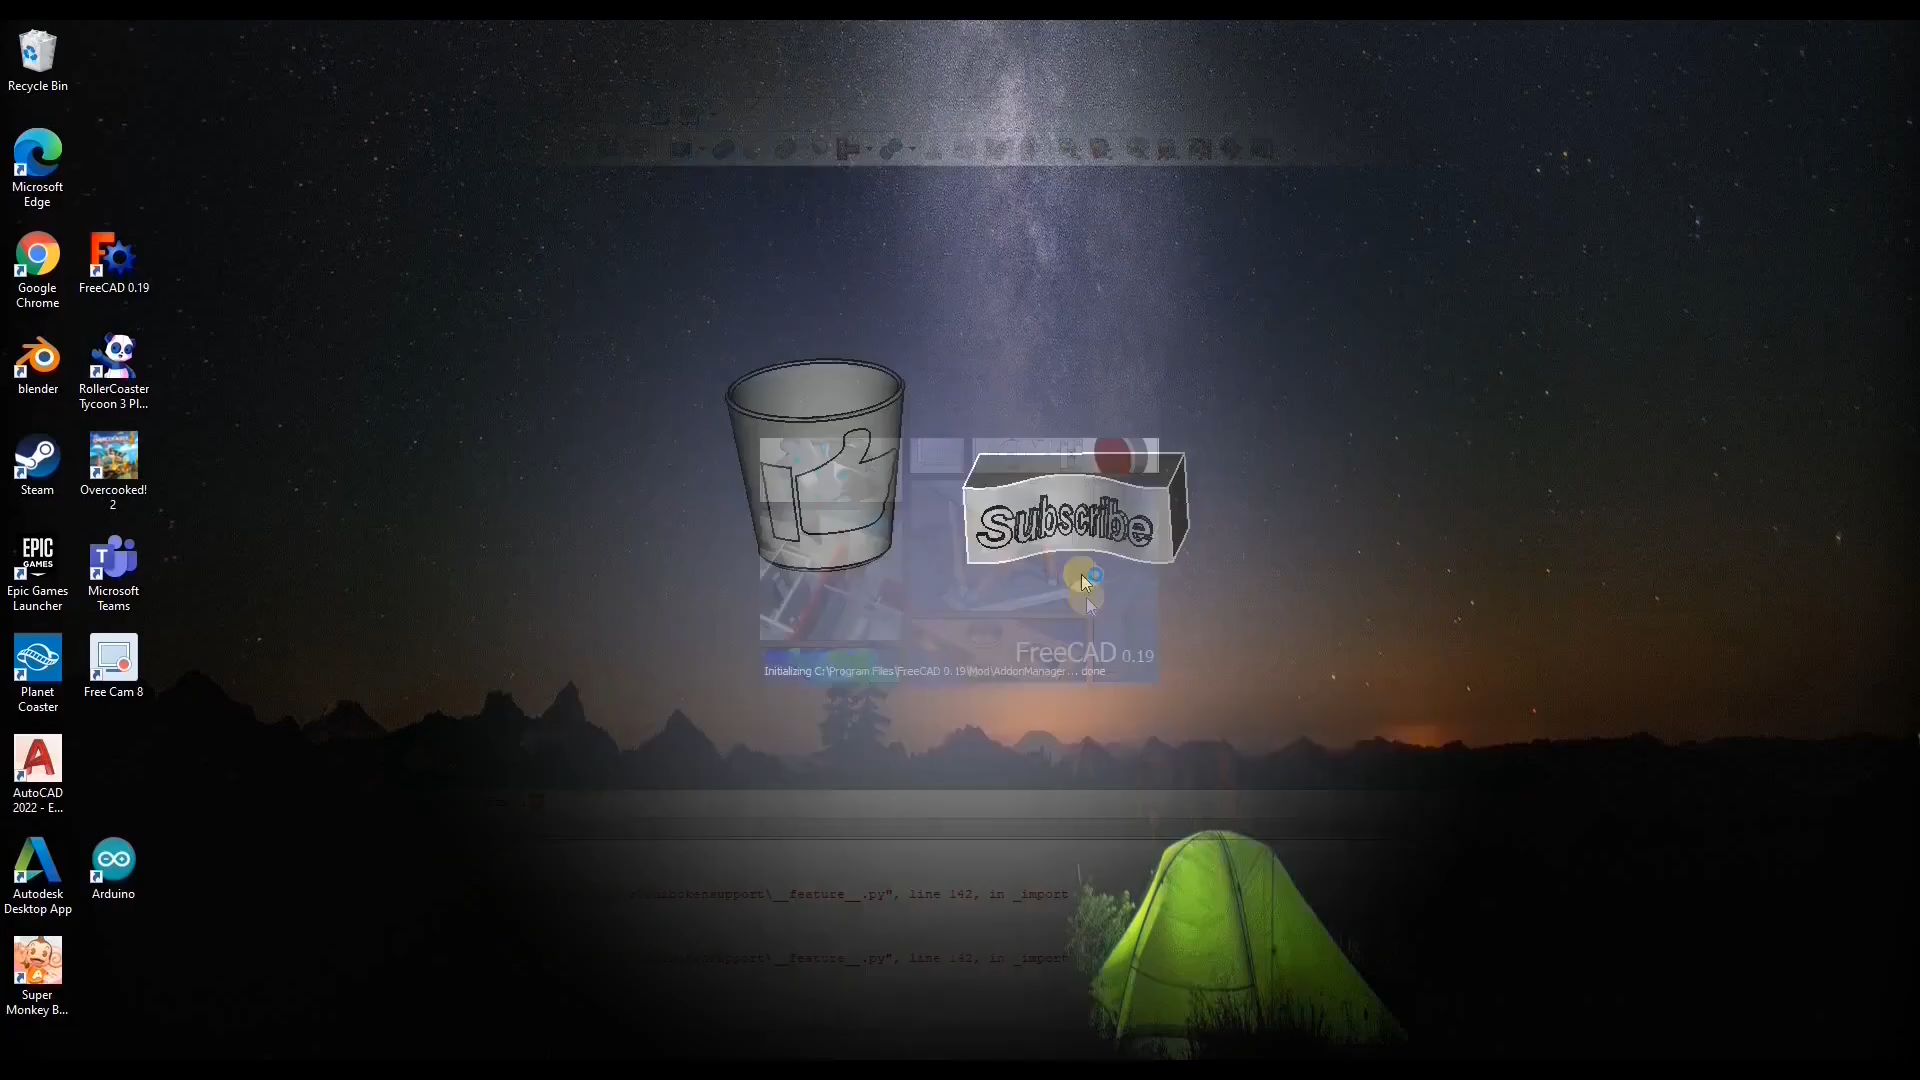 Recycle Bin
Microsoft
Edge
Google
Chrome
FreeCAD 0.19
blender
RollerCoaster
Tycoon 3 Pl...
Steam
Overcooked!
2
EPIC
GAMES
Epic Games
Launcher
T
Microsoft
Teams
Planet
Coaster
Free Cam 8
AutoCAD
2022 - E...
Autodesk
Desktop App
Arduino
Super
Monkey B...
Subscribe
FreeCAD 0.19
Initializing C:\Program Files\FreeCAD 0.19\Mod\AddonManager... done
\__feature__.py", line 142, in _import
\__feature__.py", line 142, in _import